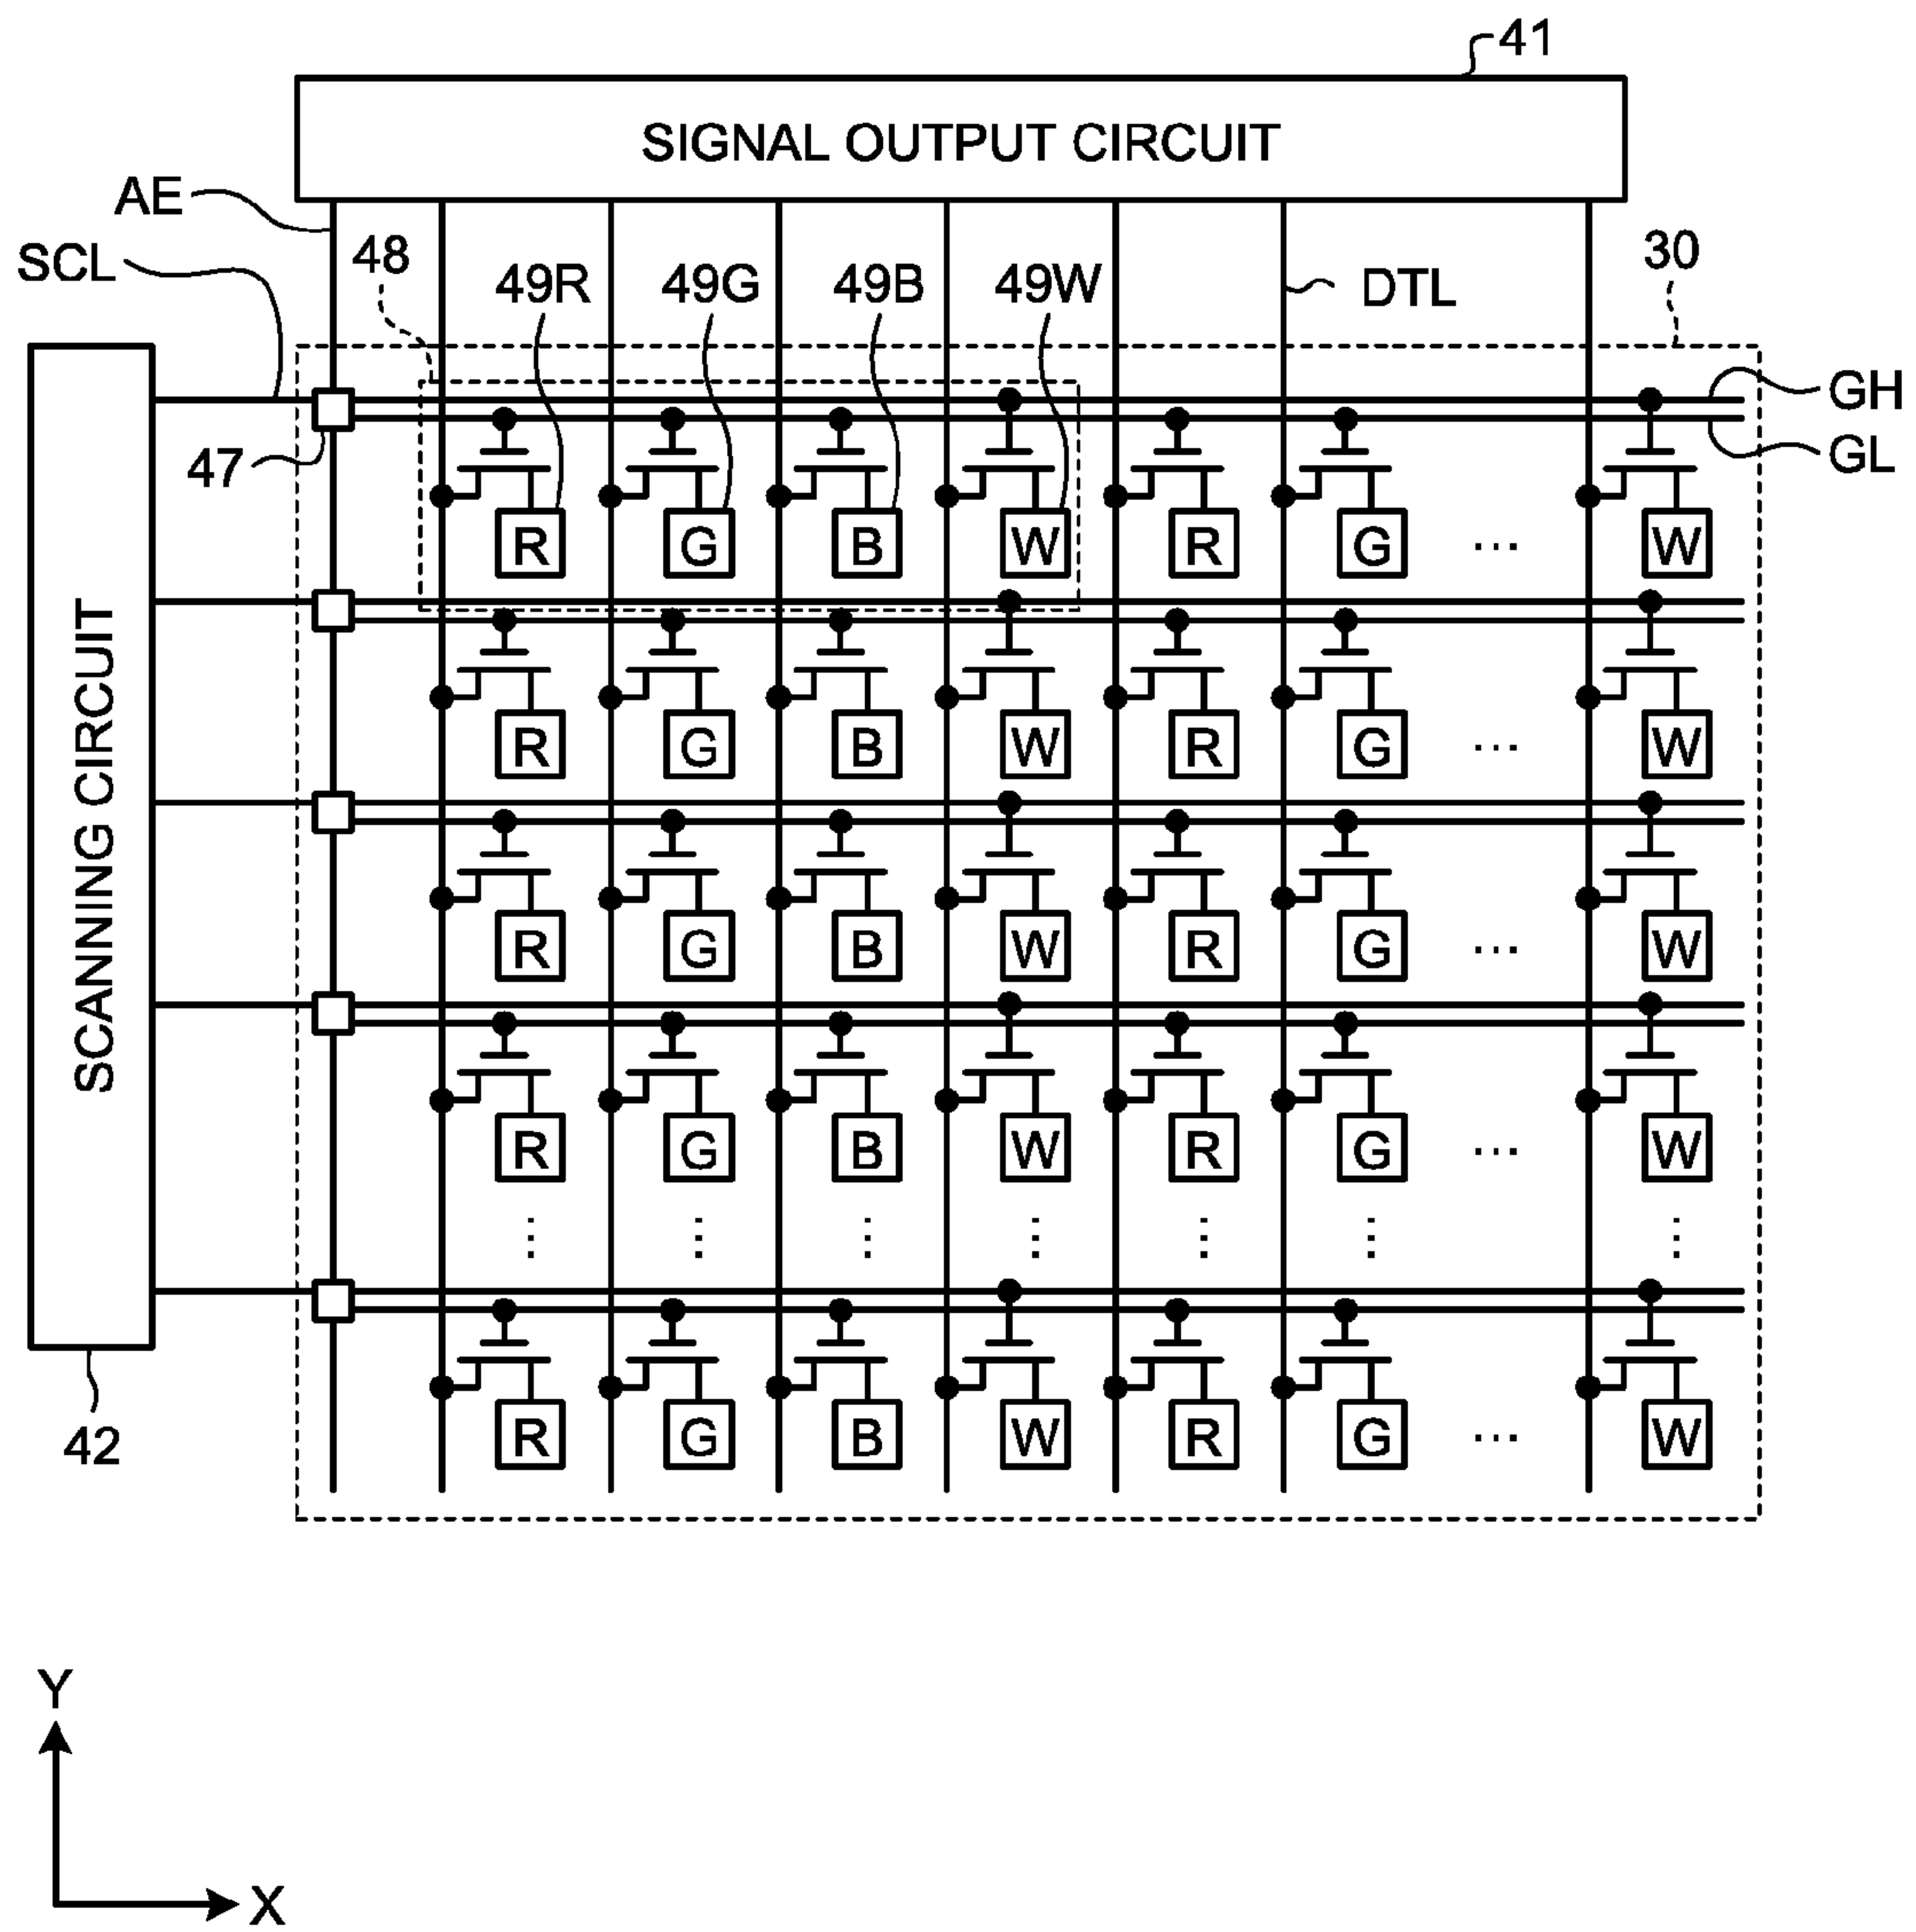 41
SIGNAL OUTPUT CIRCUIT
AE
SCL
48
49R 49G 49B 49W
DTL
30
GH
GL
47
R G B W R G ... W
R G B W R G ... W
R G B W R G ... W
R G B W R G ... W
⋮ ⋮ ⋮ ⋮ ⋮ ⋮ ⋮
R G B W R G ... W
SCANNING CIRCUIT
42
Y
X